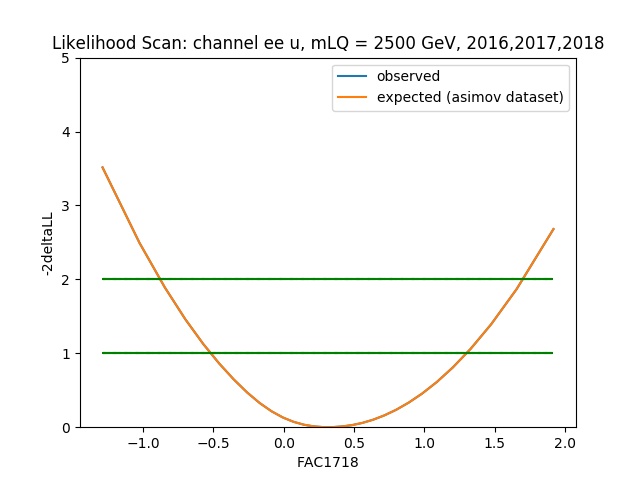 Likelihood Scan: channel ee u, mLQ = 2500 GeV, 2016,2017,2018
observed
expected (asimov dataset)
5
4
3
2
1
0
-2deltaLL
−1.0 −0.5 0.0 0.5 1.0 1.5 2.0
FAC1718